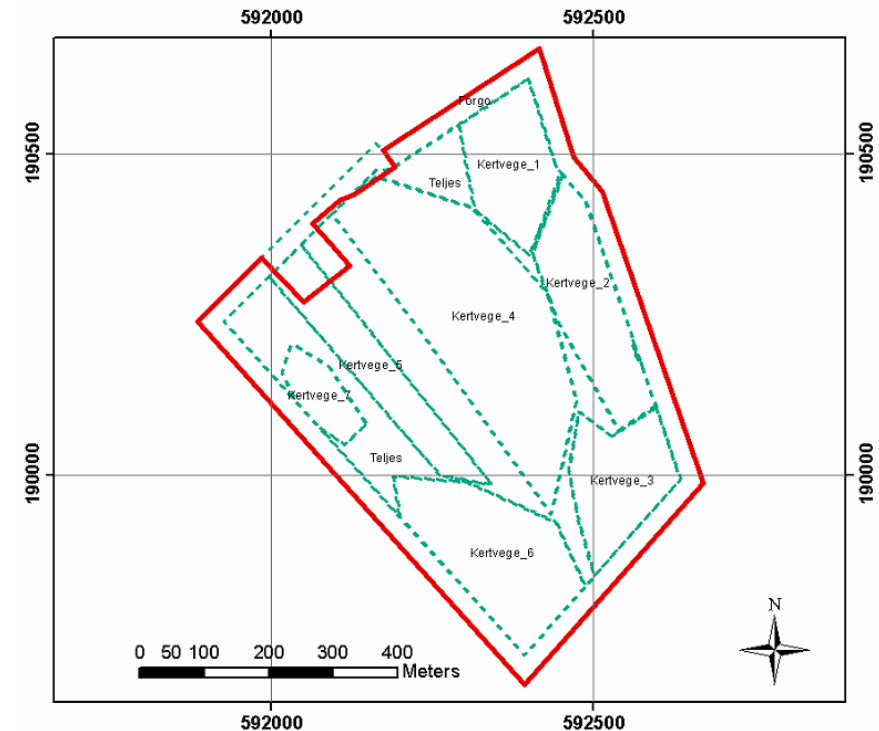 592000 592500
Forgo
190500 190500
Kertvege_1
Teljes
Kertvege_2
Kertvege_4
Kertvege_5
Kertvege_7
Teljes
190000 190000
Kertvege_3
Kertvege_6
N
0 50 100 200 300 400
Meters
592000 592500